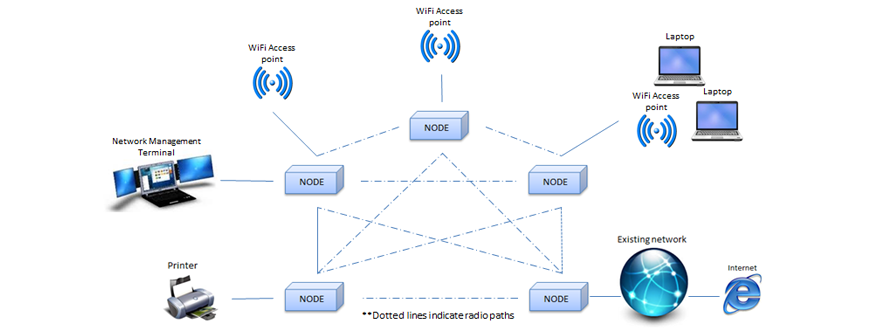 WiFi Access
point
WiFi Access
point
Laptop
Laptop
WiFi Access
point
NODE
Network Management
Terminal
NODE
NODE
Existing network
Printer
Internet
NODE
NODE
**Dotted lines indicate radio paths